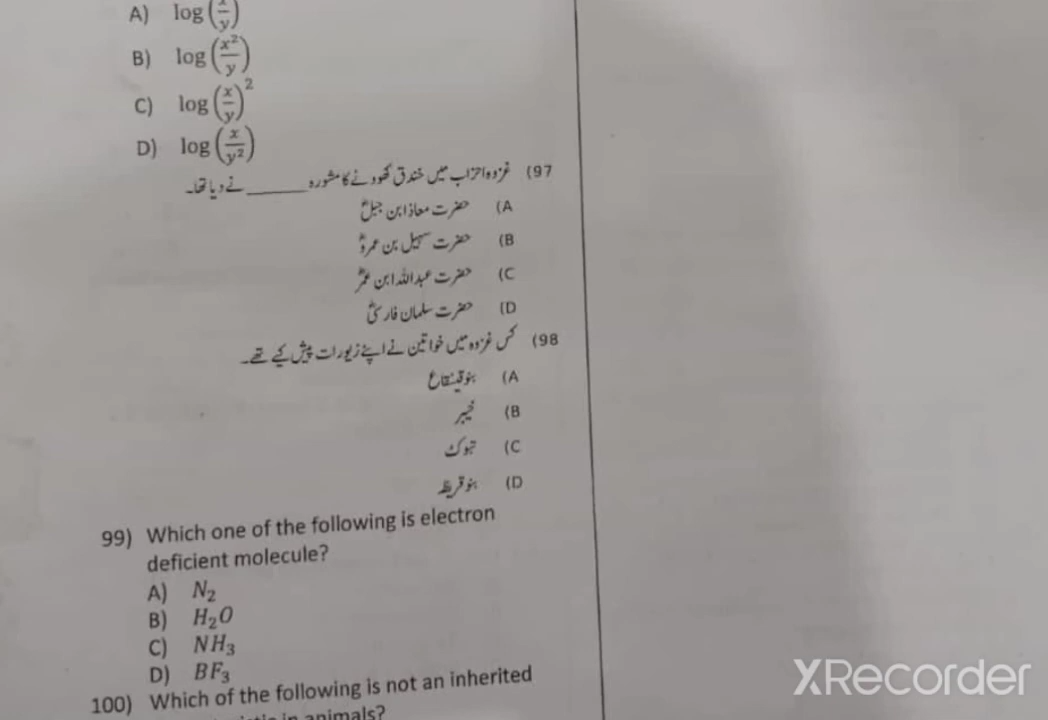 A) log (x/y)
B) log (x²/y)
C) log (x/y)²
D) log (x/y²)
97) غزوہ احزاب میں خندق کھودنے کا مشورہ ______ نے دیا تھا۔
A) حضرت معاذ ابن جبلؓ
B) حضرت سہیل بن عمروؓ
C) حضرت عبداللہ ابن عمرؓ
D) حضرت سلمان فارسیؓ
98) کس غزوہ میں خواتین نے اپنے زیورات پیش کیے تھے۔
A) بنو قینقاع
B) خیبر
C) تبوک
D) بنو قریظہ
99) Which one of the following is electron
deficient molecule?
A) N₂
B) H₂O
C) NH₃
D) BF₃
100) Which of the following is not an inherited
in animals?
XRecorder